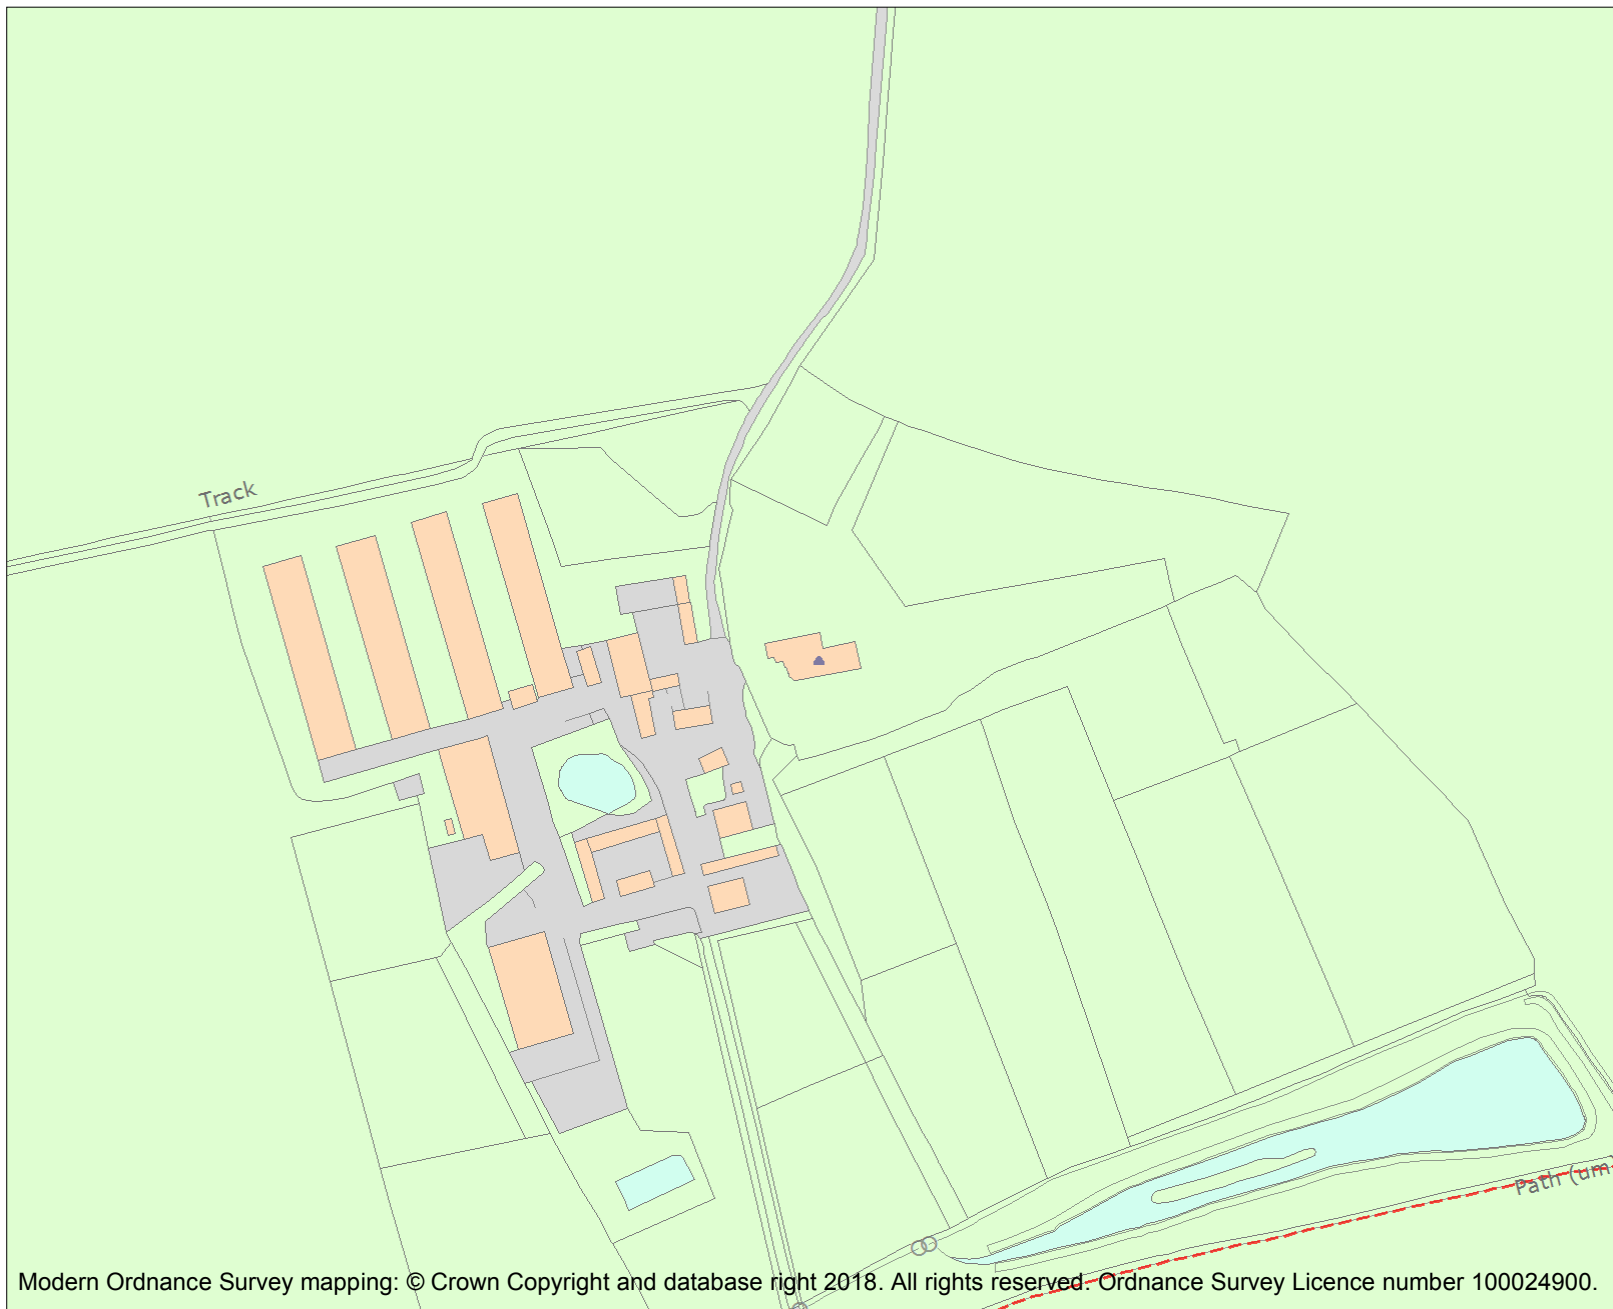 Track
Path (um
Modern Ordnance Survey mapping: © Crown Copyright and database right 2018. All rights reserved. Ordnance Survey Licence number 100024900.